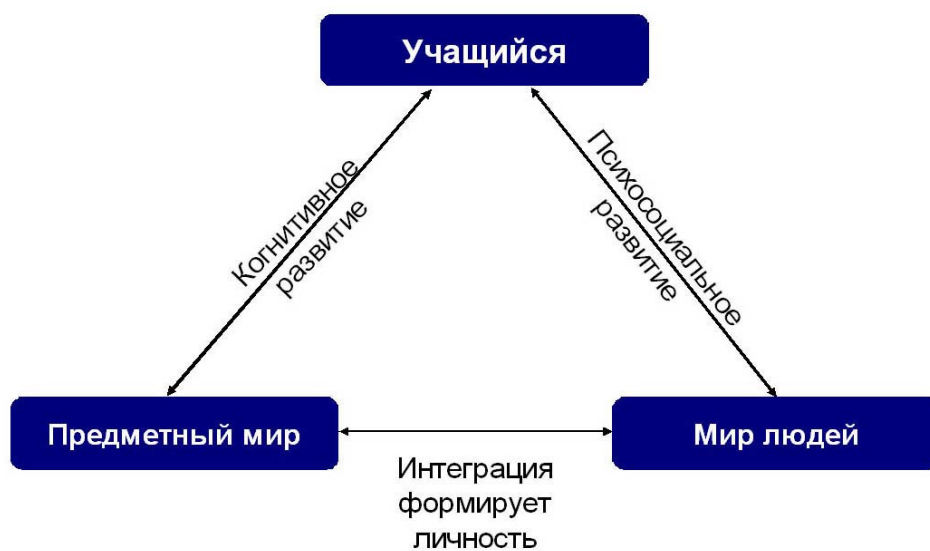 Учащийся
Когнитивное
развитие
Психосоциальное
развитие
Предметный мир
Мир людей
Интеграция
формирует
личность